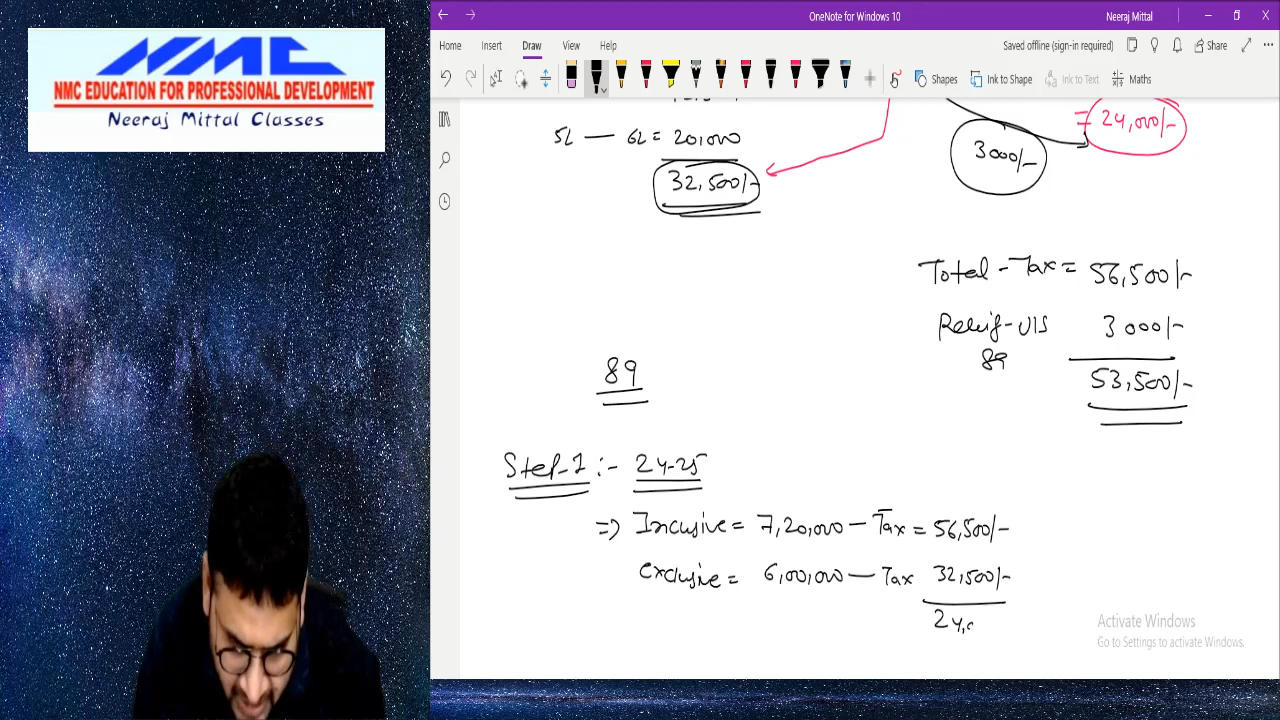 OneNote for Windows 10
Neeraj Mittal
Home Insert Draw View Help
Saved offline (sign-in required) Share
Shapes Ink to Shape Ink to Text Maths
NMC
NMC EDUCATION FOR PROFESSIONAL DEVELOPMENT
Neeraj Mittal Classes
= 24,000/-
5L — 6L = 20,000
3000/-
32,500/-
Total - Tax = 56,500/-
Relief - U/S 3000/-
89
53,500/-
89
Step-1 :- 24-25
=> Inclusive = 7,20,000 — Tax = 56,500/-
exclusive = 6,00,000 — Tax 32,500/-
24,
Activate Windows
Go to Settings to activate Windows.